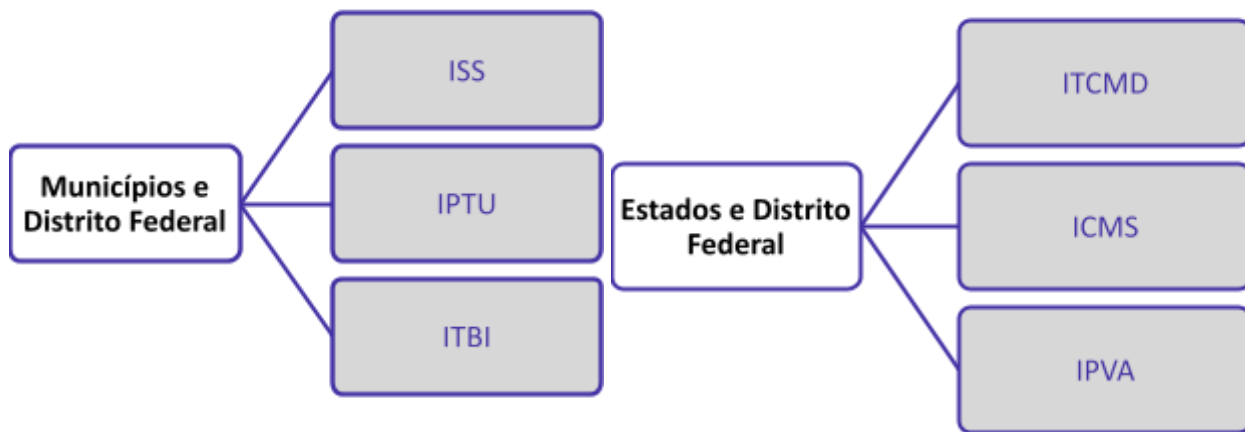 Municípios e
Distrito Federal
ISS
IPTU
ITBI
Estados e Distrito
Federal
ITCMD
ICMS
IPVA